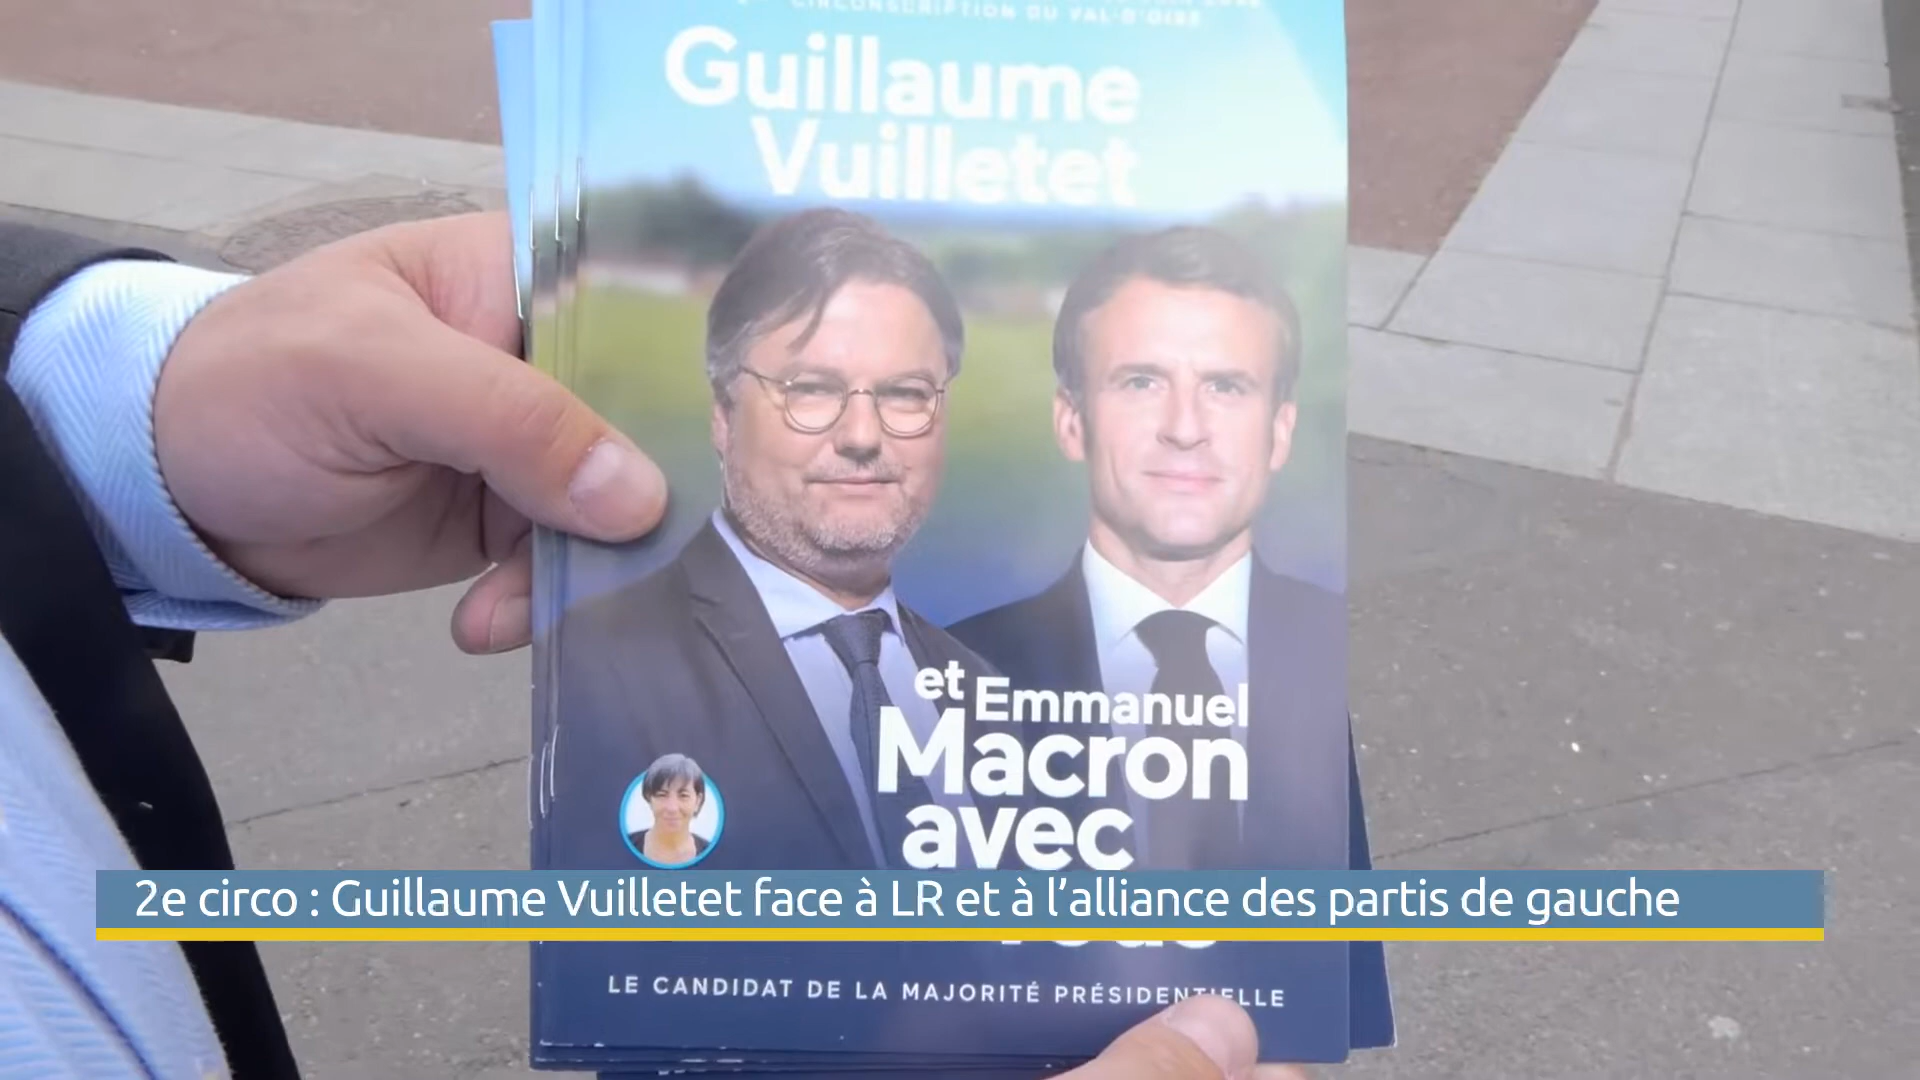 CIRCONSCRIPTION DU VAL-D'OISE
Guillaume
Vuilletet
et Emmanuel
Macron
avec
2e circo : Guillaume Vuilletet face à LR et à l'alliance des partis de gauche
LE CANDIDAT DE LA MAJORITÉ PRÉSIDENTIELLE